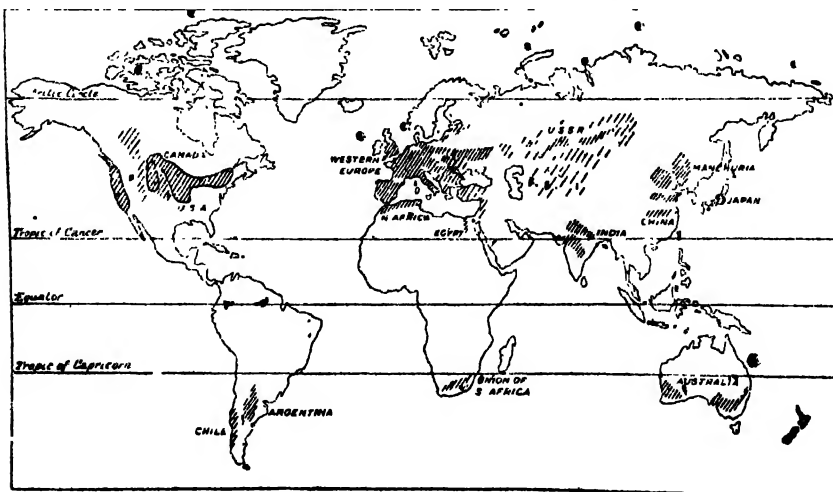 Arctic Circle
U S S R
CANADA
WESTERN
EUROPE
MANCHURIA
JAPAN
U S A
N AFRICA
CHINA
EGYPT
INDIA
Tropic of Cancer
Equator
Tropic of Capricorn
UNION OF
S AFRICA
AUSTRALIA
ARGENTINA
CHILE